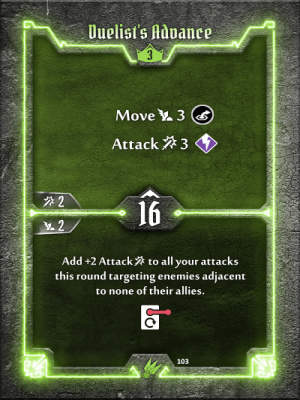 Duelist's Advance
3
Move 3
Attack 3
2
16
2
Add +2 Attack to all your attacks
this round targeting enemies adjacent
to none of their allies.
103